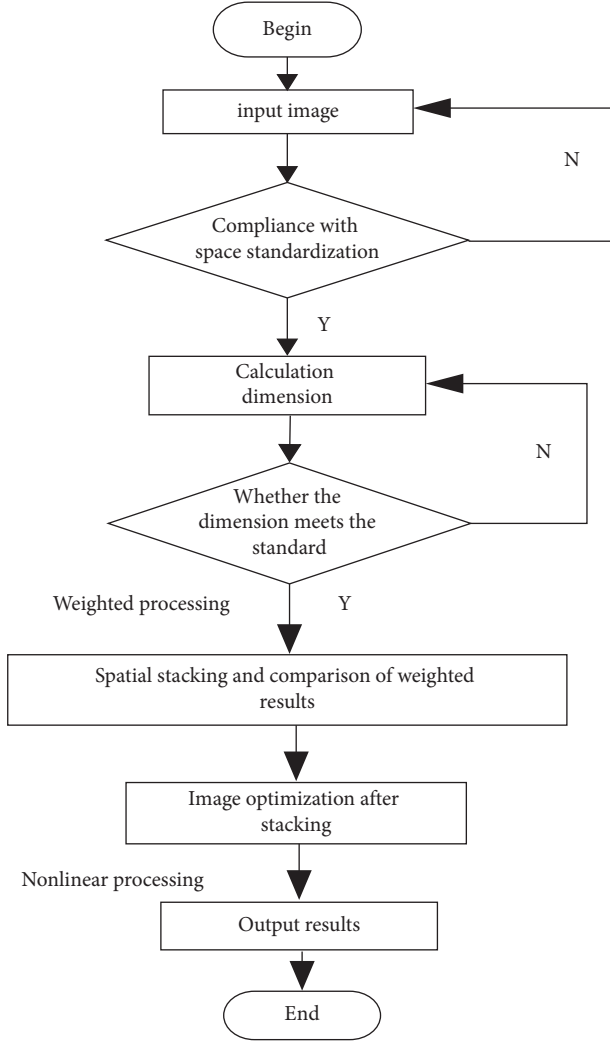 Begin
input image
N
Compliance with
space standardization
Y
Calculation
dimension
N
Whether the
dimension meets the
standard
Weighted processing
Y
Spatial stacking and comparison of weighted
results
Image optimization after
stacking
Nonlinear processing
Output results
End